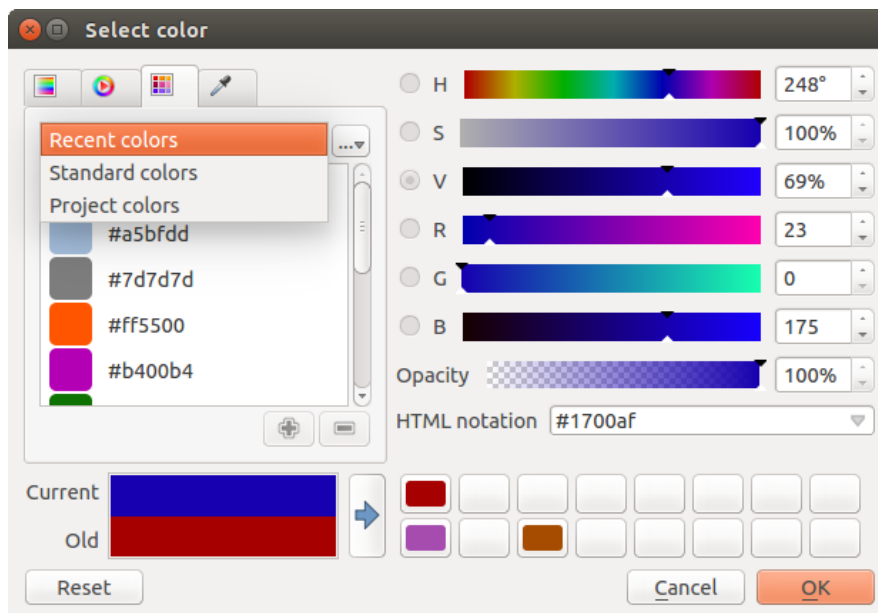 Select color
Recent colors
...
Standard colors
Project colors
#a5bfdd
#7d7d7d
#ff5500
#b400b4
H 248°
S 100%
V 69%
R 23
G 0
B 175
Opacity 100%
HTML notation #1700af
Current
Old
Reset
Cancel
OK